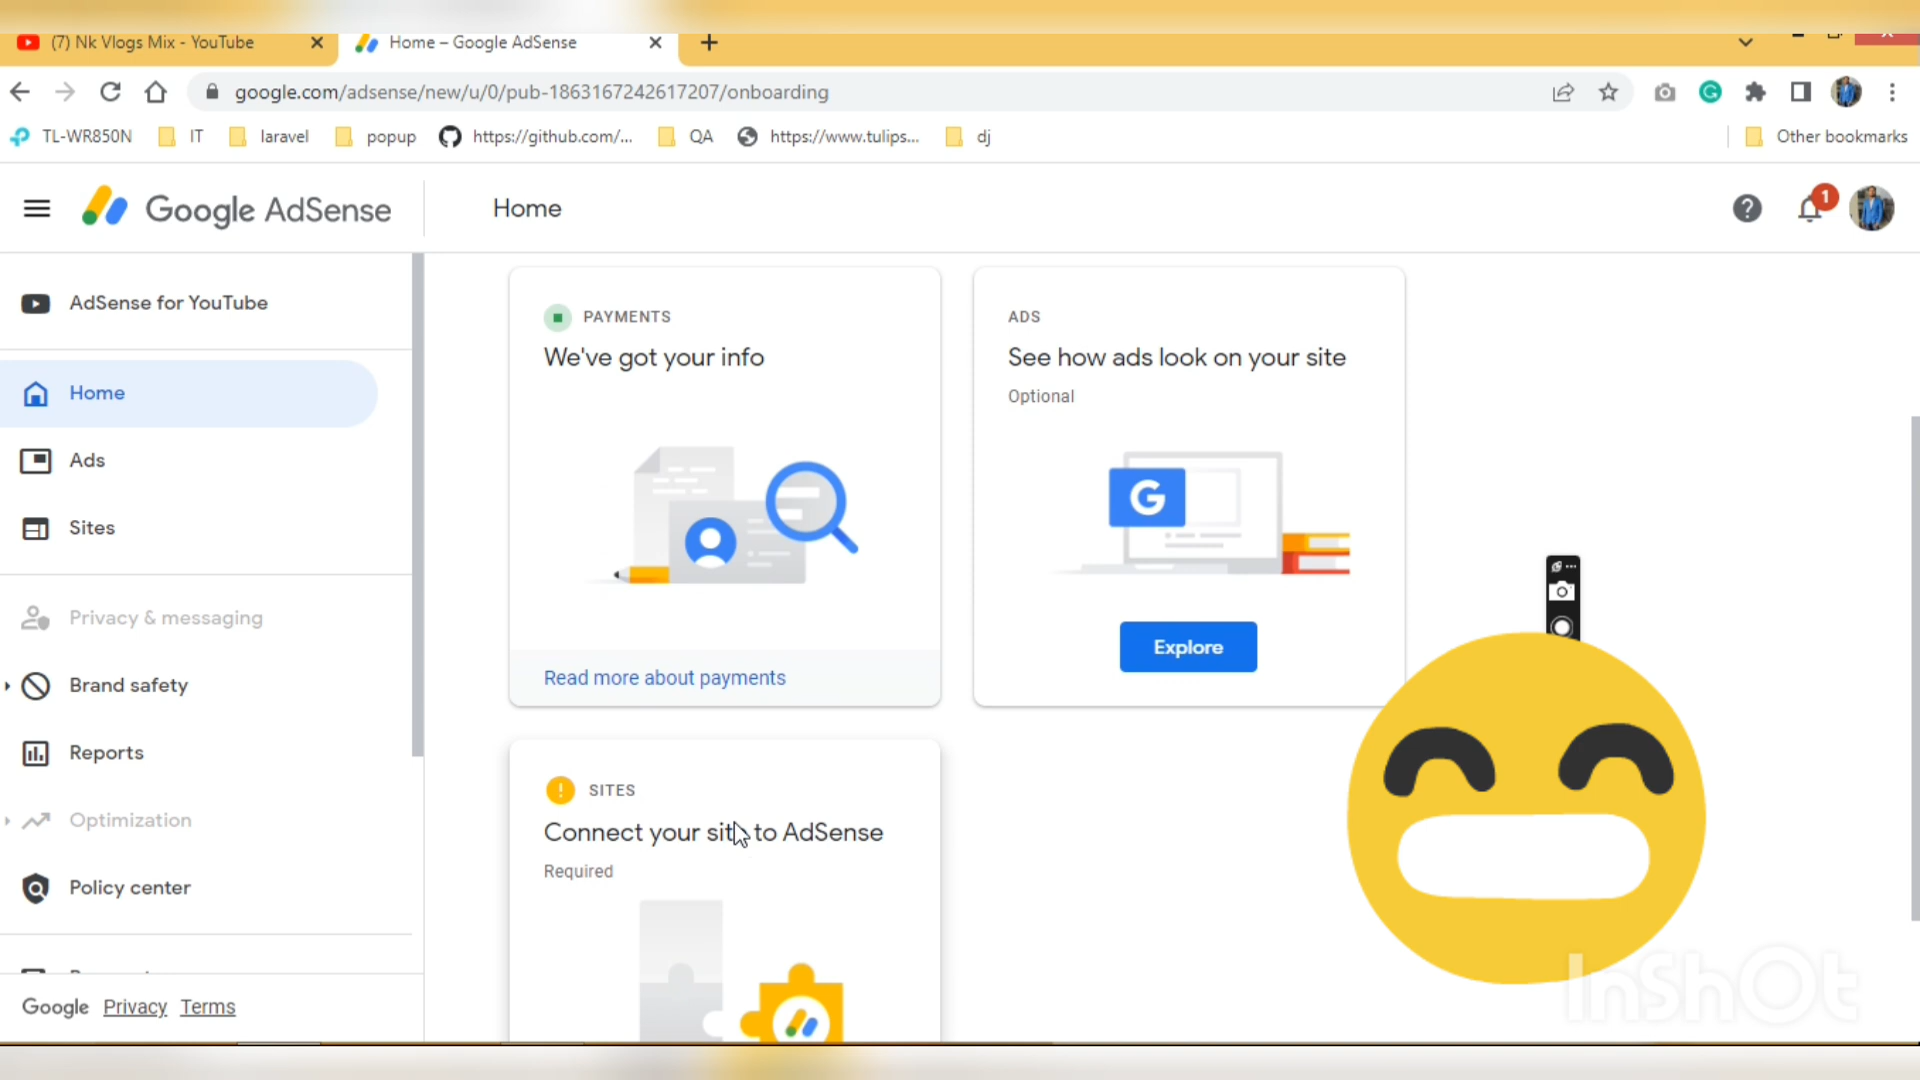 (7) Nk Vlogs Mix - YouTube
Home – Google AdSense
google.com/adsense/new/u/0/pub-1863167242617207/onboarding
TL-WR850N
IT
laravel
popup
https://github.com/...
QA
https://www.tulips...
dj
Other bookmarks
Google AdSense
Home
1
AdSense for YouTube
Home
Ads
Sites
Privacy & messaging
Brand safety
Reports
Optimization
Policy center
Google Privacy Terms
PAYMENTS
We've got your info
Read more about payments
ADS
See how ads look on your site
Optional
G
Explore
SITES
Connect your site to AdSense
Required
InShOt